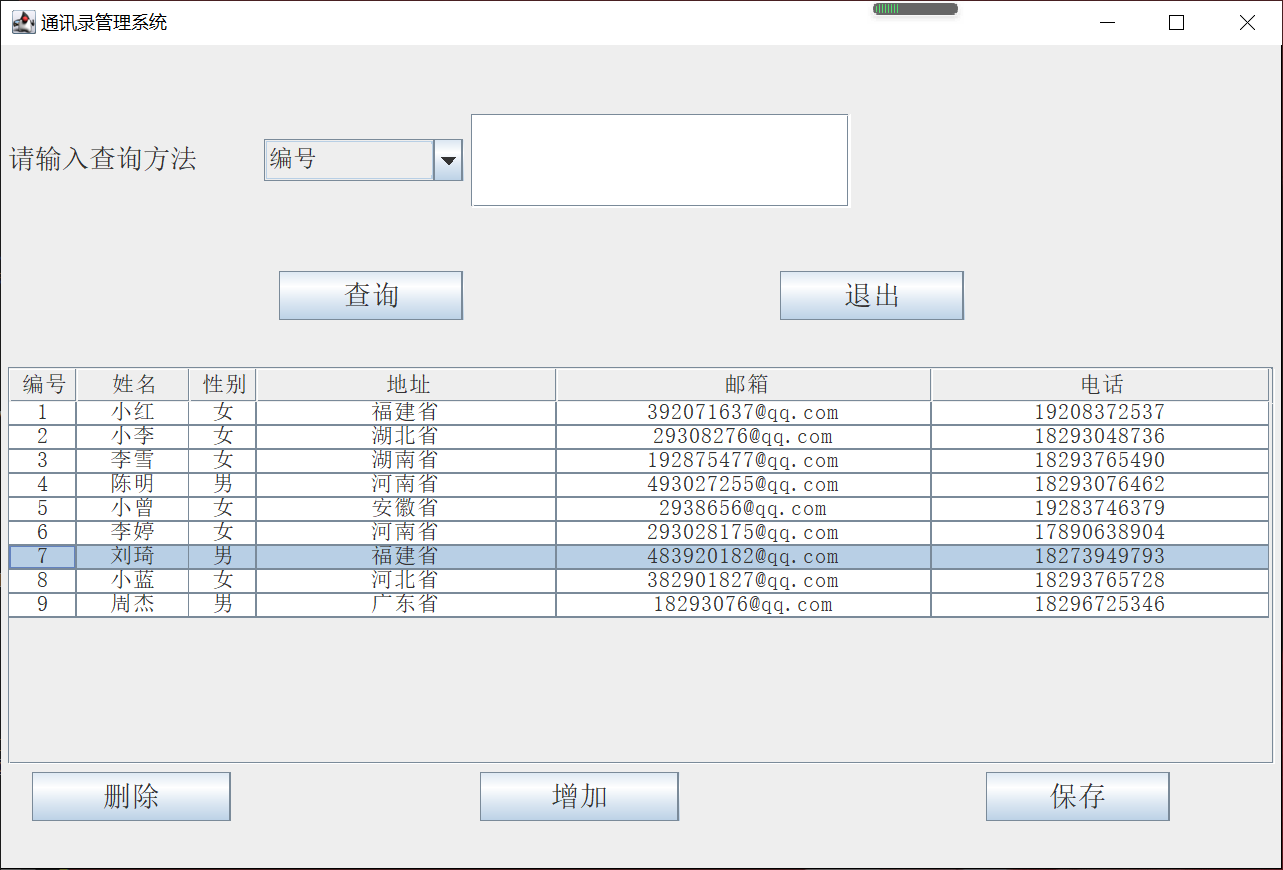 通讯录管理系统
请输入查询方法 编号
查询 退出
编号 姓名 性别 地址 邮箱 电话
1 小红 女 福建省 392071637@qq.com 19208372537
2 小李 女 湖北省 29308276@qq.com 18293048736
3 李雪 女 湖南省 192875477@qq.com 18293765490
4 陈明 男 河南省 493027255@qq.com 18293076462
5 小曾 女 安徽省 2938656@qq.com 19283746379
6 李婷 女 河南省 293028175@qq.com 17890638904
7 刘琦 男 福建省 483920182@qq.com 18273949793
8 小蓝 女 河北省 382901827@qq.com 18293765728
9 周杰 男 广东省 18293076@qq.com 18296725346
删除 增加 保存